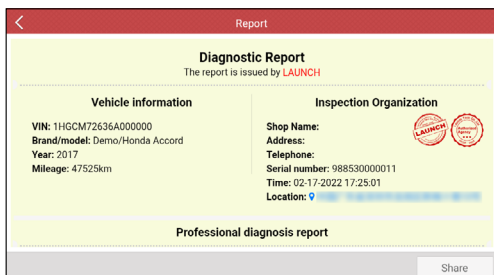 Report
Diagnostic Report
The report is issued by LAUNCH
Vehicle information
VIN: 1HGCM72636A000000
Brand/model: Demo/Honda Accord
Year: 2017
Mileage: 47525km
Inspection Organization
Shop Name:
Address:
Telephone:
Serial number: 988530000011
Time: 02-17-2022 17:25:01
Location:
LAUNCH
Authorized
Agency
Professional diagnosis report
Share